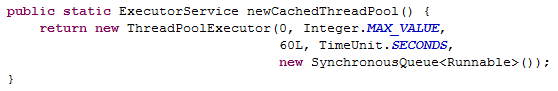 public static ExecutorService newCachedThreadPool() {
    return new ThreadPoolExecutor(0, Integer.MAX_VALUE,
                                  60L, TimeUnit.SECONDS,
                                  new SynchronousQueue<Runnable>());
}